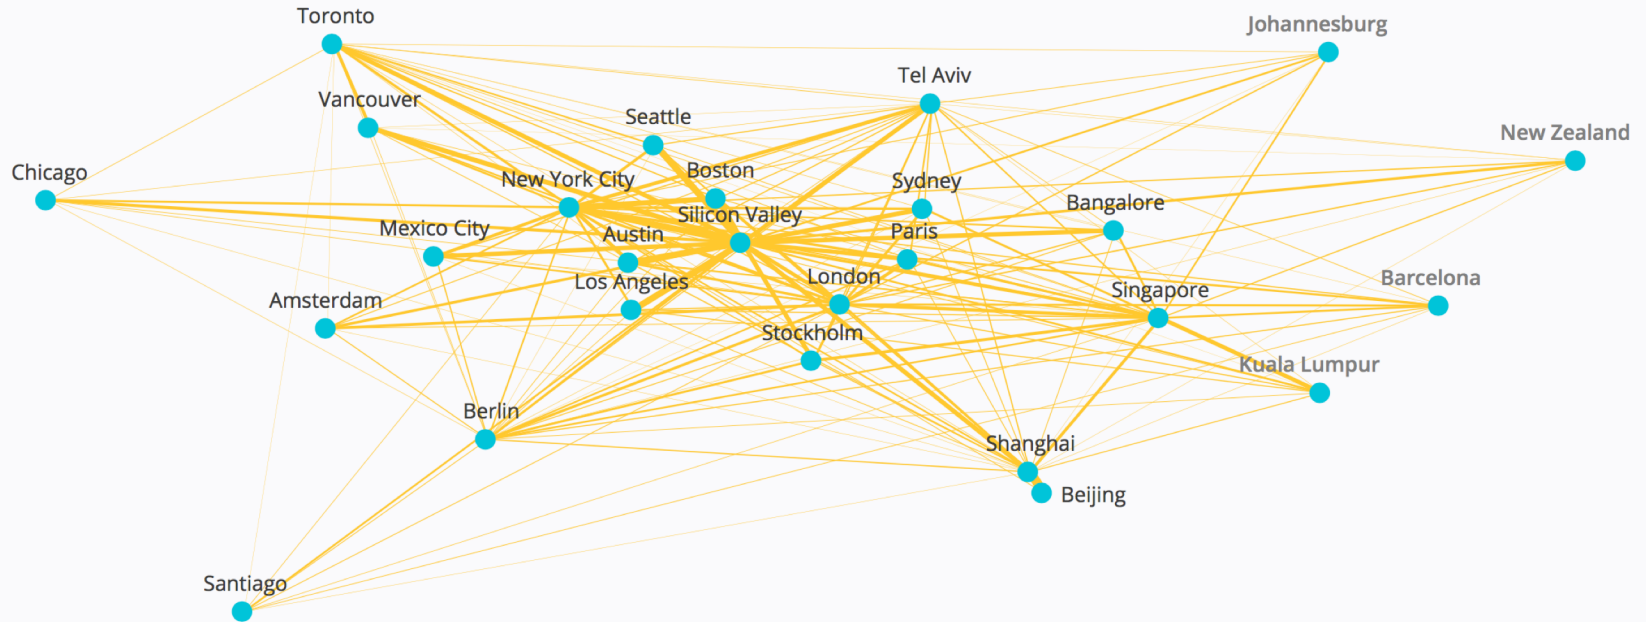 Toronto
Johannesburg
Tel Aviv
Vancouver
Seattle
New Zealand
Chicago
Boston
New York City
Sydney
Bangalore
Silicon Valley
Mexico City
Austin
Paris
London
Barcelona
Los Angeles
Singapore
Amsterdam
Stockholm
Kuala Lumpur
Berlin
Shanghai
Beijing
Santiago